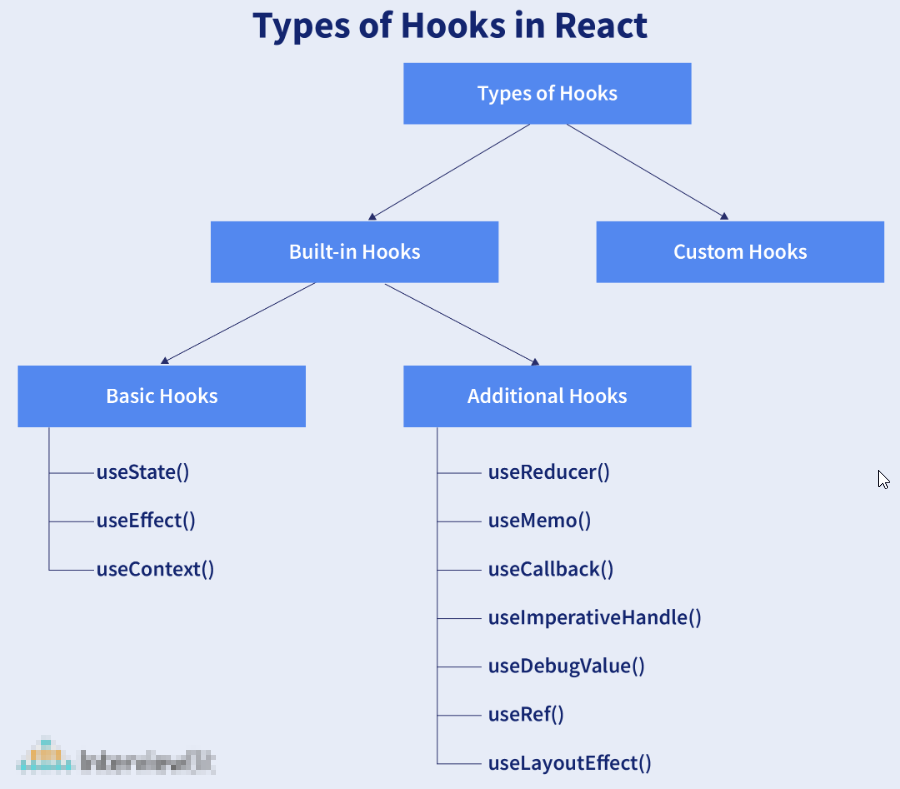 Types of Hooks in React
Types of Hooks
Built-in Hooks
Custom Hooks
Basic Hooks
Additional Hooks
useState()
useEffect()
useContext()
useReducer()
useMemo()
useCallback()
useImperativeHandle()
useDebugValue()
useRef()
useLayoutEffect()